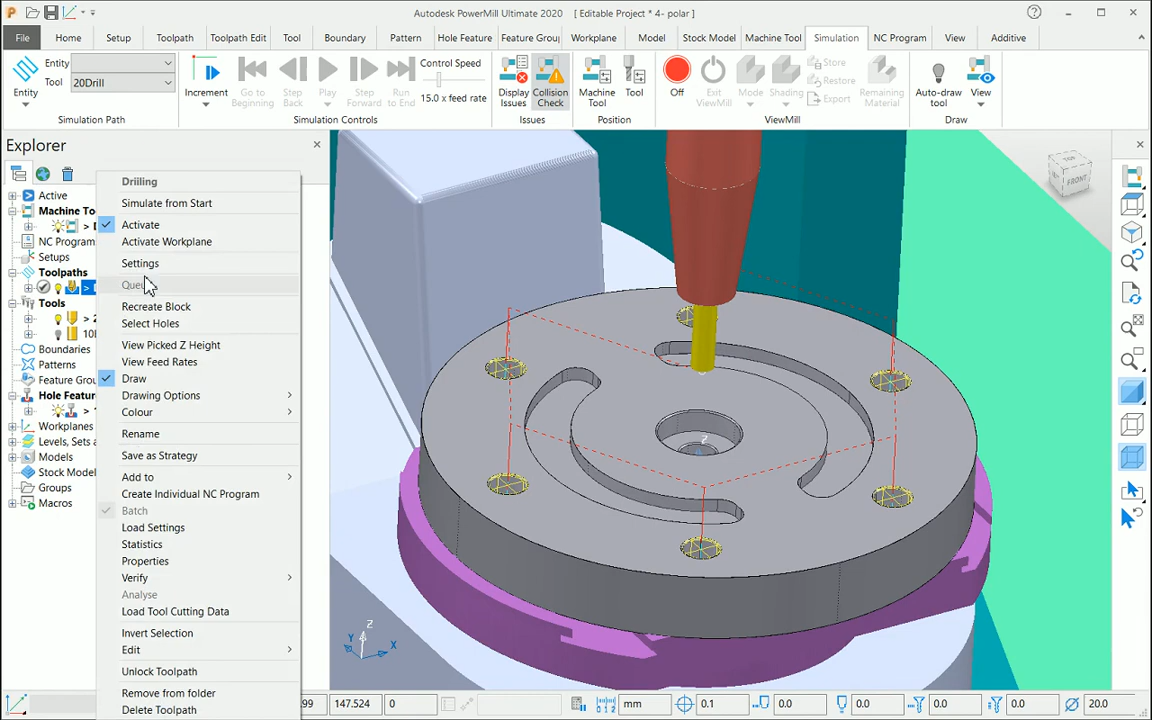 Autodesk PowerMill Ultimate 2020 [ Editable Project * 4- polar ]
File Home Setup Toolpath Toolpath Edit Tool Boundary Pattern Hole Feature Feature Group Workplane Model Stock Model Machine Tool Simulation NC Program View Additive
Entity
Entity
Tool 20Drill
Simulation Path
Increment
Go to Beginning
Step Back
Play
Step Forward
Run to End
Control Speed
15.0 x feed rate
Simulation Controls
Display Issues
Collision Check
Issues
Machine Tool
Tool
Position
Off
Exit ViewMill
Mode
Shading
Store
Restore
Export
Remaining Material
ViewMill
Auto-draw tool
View
Draw
Explorer
Active
Machine To
NC Program
Setups
Toolpaths
Tools
Boundaries
Patterns
Feature Grou
Hole Featur
Workplanes
Levels, Sets a
Models
Stock Model
Groups
Macros
Drilling
Simulate from Start
Activate
Activate Workplane
Settings
Recreate Block
Select Holes
View Picked Z Height
View Feed Rates
Draw
Drawing Options
Colour
Rename
Save as Strategy
Add to
Create Individual NC Program
Batch
Load Settings
Statistics
Properties
Verify
Analyse
Load Tool Cutting Data
Invert Selection
Edit
Unlock Toolpath
Remove from folder
Delete Toolpath
FRONT
Z
Z
Y
X
99 147.524 0 mm 0.1 0.0 0.0 0.0 0.0 20.0